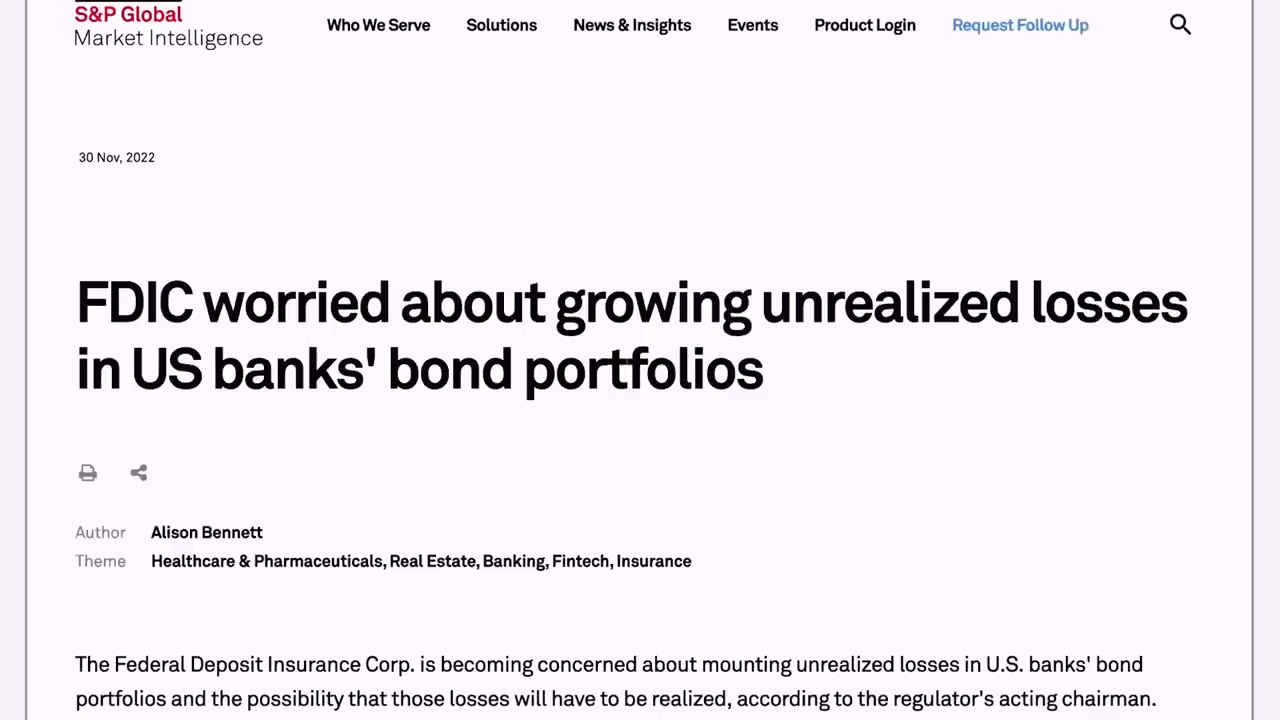 S&P Global
Market Intelligence
Who We Serve Solutions News & Insights Events Product Login Request Follow Up
30 Nov, 2022
FDIC worried about growing unrealized losses
in US banks' bond portfolios
Author Alison Bennett
Theme Healthcare & Pharmaceuticals, Real Estate, Banking, Fintech, Insurance
The Federal Deposit Insurance Corp. is becoming concerned about mounting unrealized losses in U.S. banks' bond
portfolios and the possibility that those losses will have to be realized, according to the regulator's acting chairman.